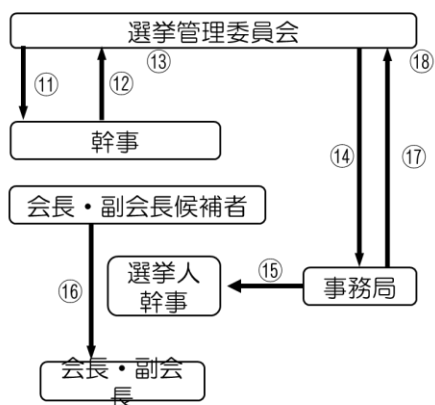 選挙管理委員会
⑪
⑫
⑬
⑱
幹事
⑭
⑰
会長・副会長候補者
選挙人
幹事
⑮
事務局
⑯
会長・副会
長